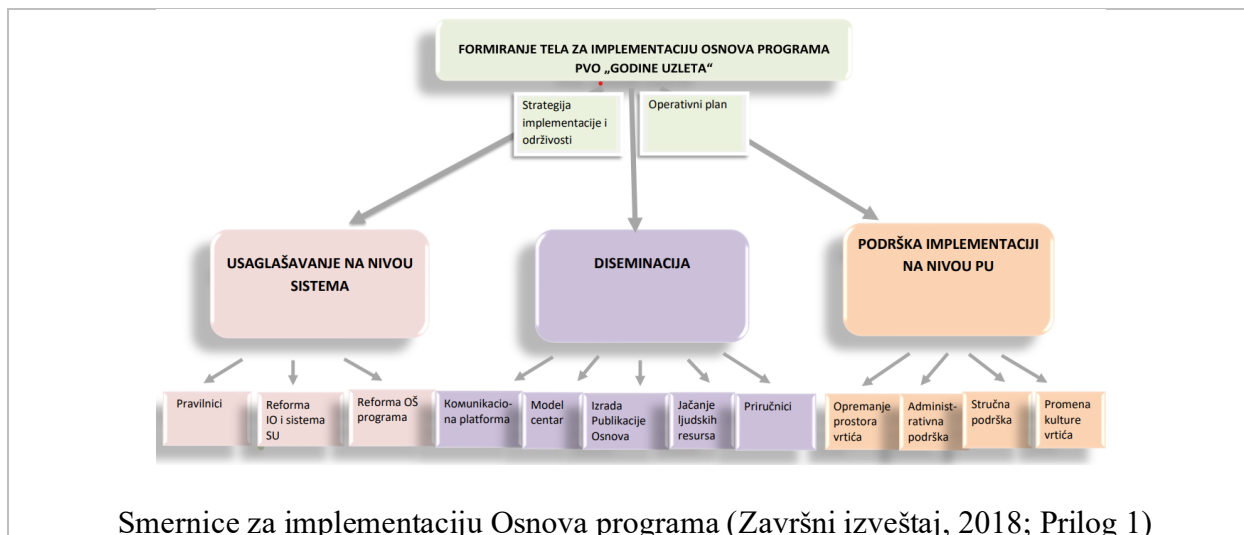 FORMIRANJE TELA ZA IMPLEMENTACIJU OSNOVA PROGRAMA
PVO „GODINE UZLETA“
Strategija
implementacije i
održivosti
Operativni plan
USAGLAŠAVANJE NA NIVOU
SISTEMA
DISEMINACIJA
PODRŠKA IMPLEMENTACIJI
NA NIVOU PU
Pravilnici
Reforma
IO i sistema
SU
Reforma OŠ
programa
Komunikacio-
na platforma
Model
centar
Izrada
Publikacije
Osnova
Jačanje
ljudskih
resursa
Priručnici
Opremanje
prostora
vrtića
Administ-
rativna
podrška
Stručna
podrška
Promena
kulture
vrtića
Smernice za implementaciju Osnova programa (Završni izveštaj, 2018; Prilog 1)